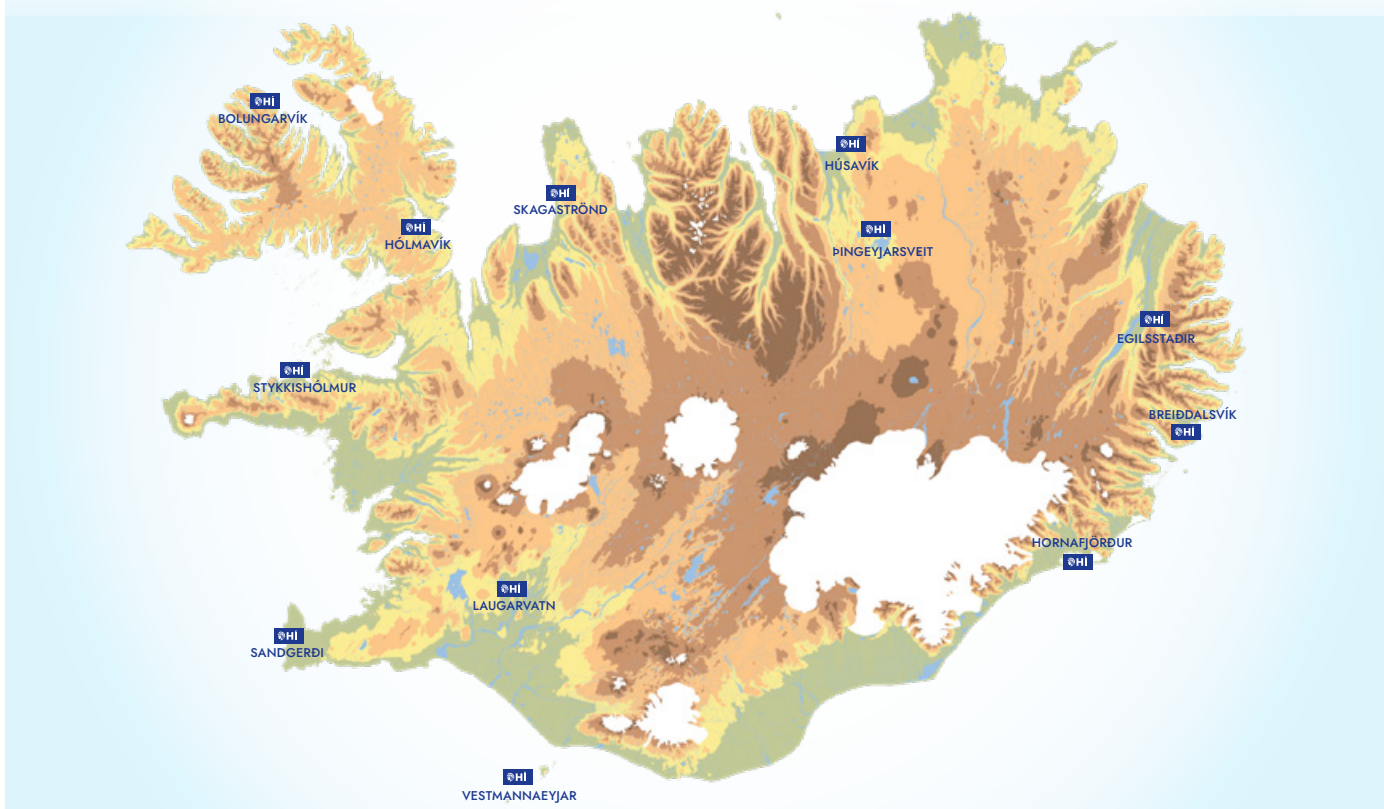 HÍ
BOLUNGARVÍK
HÍ
HÚSAVÍK
HÍ
SKAGASTRÖND
HÍ
HÓLMAVÍK
HÍ
ÞINGEYJARSVEIT
HÍ
EGILSSTAÐIR
HÍ
STYKKISHÓLMUR
BREIÐDALSVÍK
HÍ
HORNAFJÖRÐUR
HÍ
HÍ
LAUGARVATN
HÍ
SANDGERÐI
HÍ
VESTMANNAEYJAR